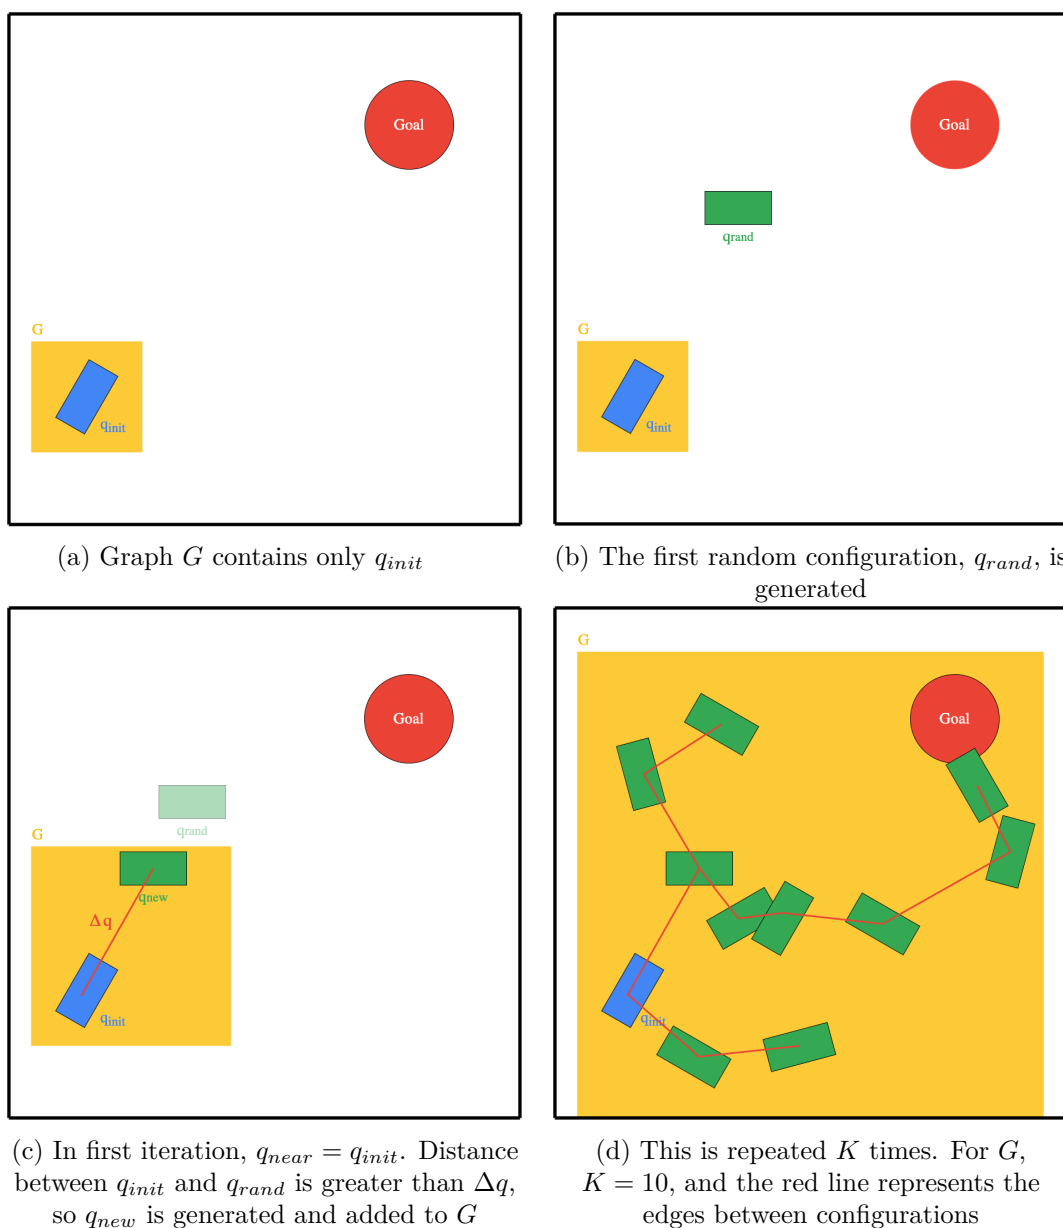 Goal
G
qinit
(a) Graph G contains only qinit
Goal
qrand
G
qinit
(b) The first random configuration, qrand, is
generated
Goal
qrand
G
qnew
Δq
qinit
(c) In first iteration, qnear = qinit. Distance
between qinit and qrand is greater than Δq,
so qnew is generated and added to G
G
Goal
qinit
(d) This is repeated K times. For G,
K = 10, and the red line represents the
edges between configurations